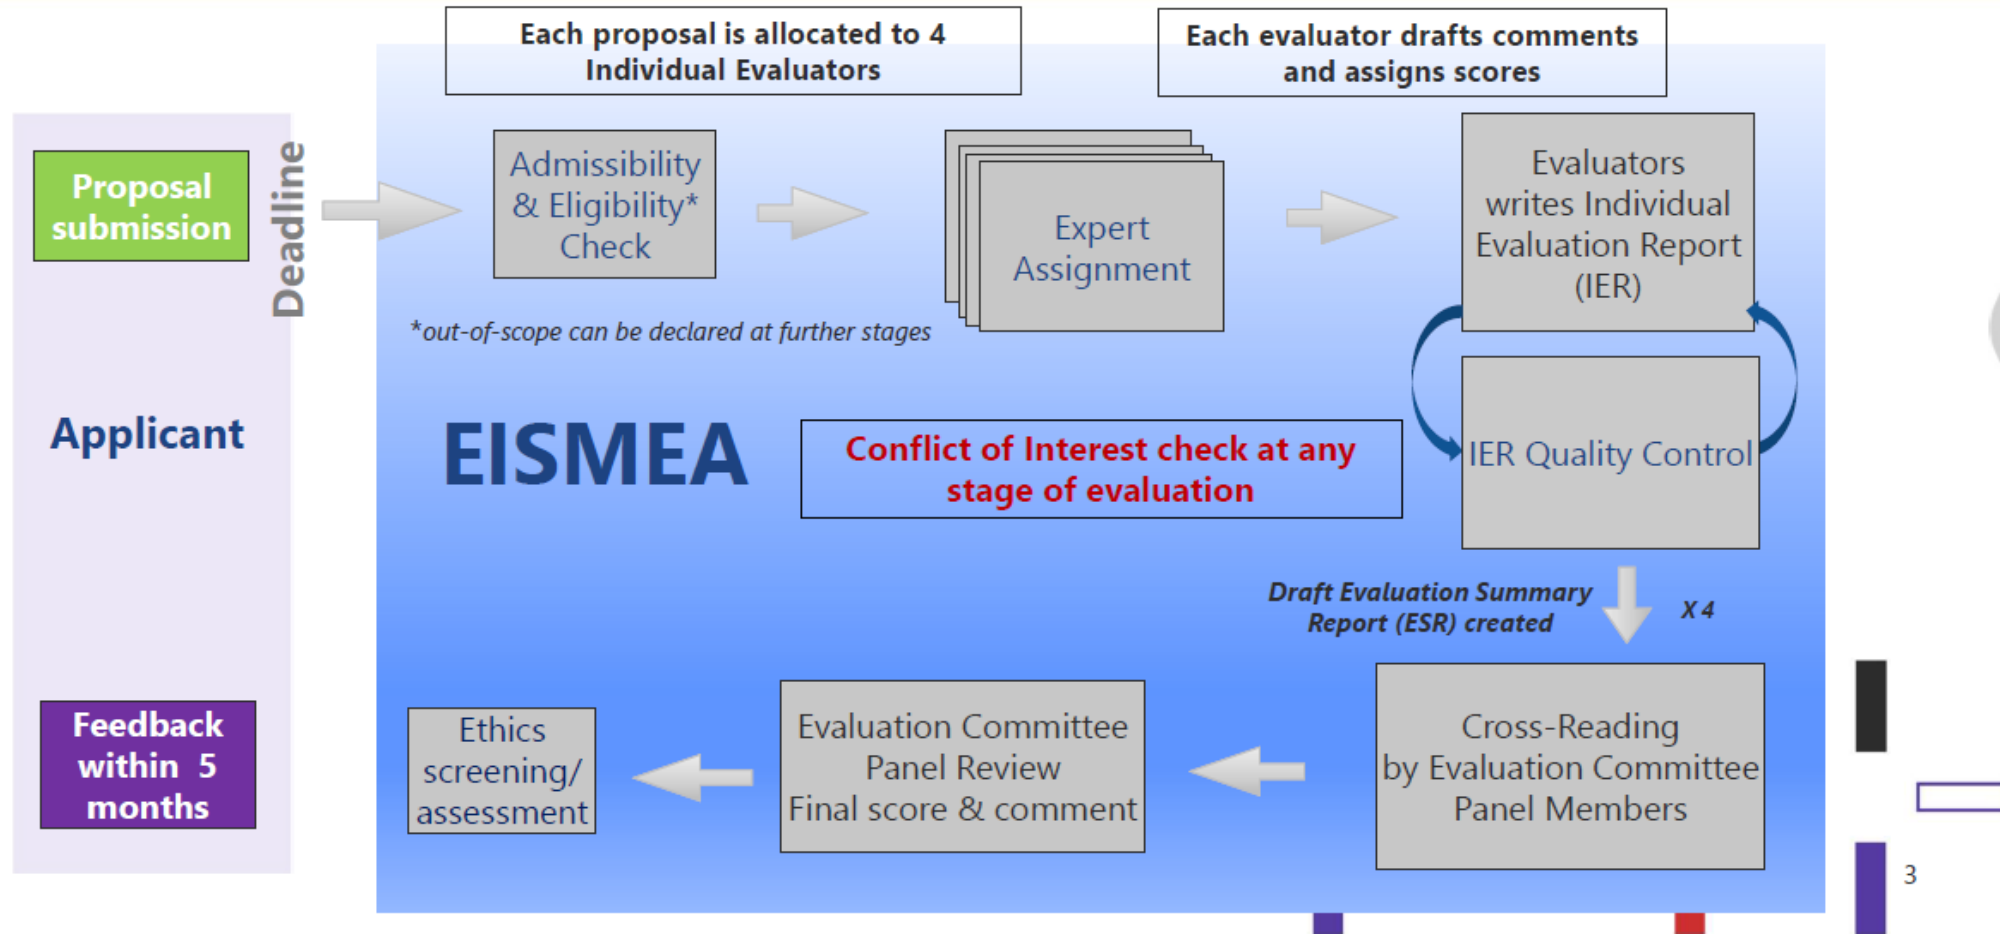 Each proposal is allocated to 4
Individual Evaluators
Each evaluator drafts comments
and assigns scores
Proposal
submission
Deadline
Admissibility
& Eligibility*
Check
Expert
Assignment
Evaluators
writes Individual
Evaluation Report
(IER)
*out-of-scope can be declared at further stages
Applicant
EISMEA
Conflict of Interest check at any
stage of evaluation
IER Quality Control
Draft Evaluation Summary
Report (ESR) created
X 4
Feedback
within 5
months
Ethics
screening/
assessment
Evaluation Committee
Panel Review
Final score & comment
Cross-Reading
by Evaluation Committee
Panel Members
3